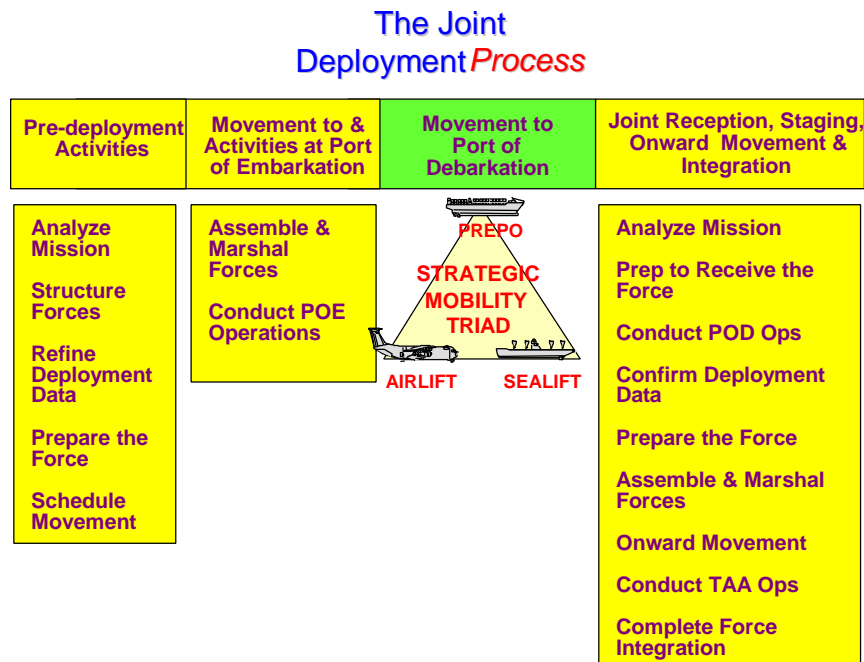 The Joint
Deployment Process
Pre-deployment
Activities
Movement to &
Activities at Port
of Embarkation
Movement to
Port of
Debarkation
Joint Reception, Staging,
Onward Movement &
Integration
Analyze
Mission
Structure
Forces
Refine
Deployment
Data
Prepare the
Force
Schedule
Movement
Assemble &
Marshal
Forces
Conduct POE
Operations
PREPO
STRATEGIC
MOBILITY
TRIAD
AIRLIFT
SEALIFT
Analyze Mission
Prep to Receive the
Force
Conduct POD Ops
Confirm Deployment
Data
Prepare the Force
Assemble & Marshal
Forces
Onward Movement
Conduct TAA Ops
Complete Force
Integration